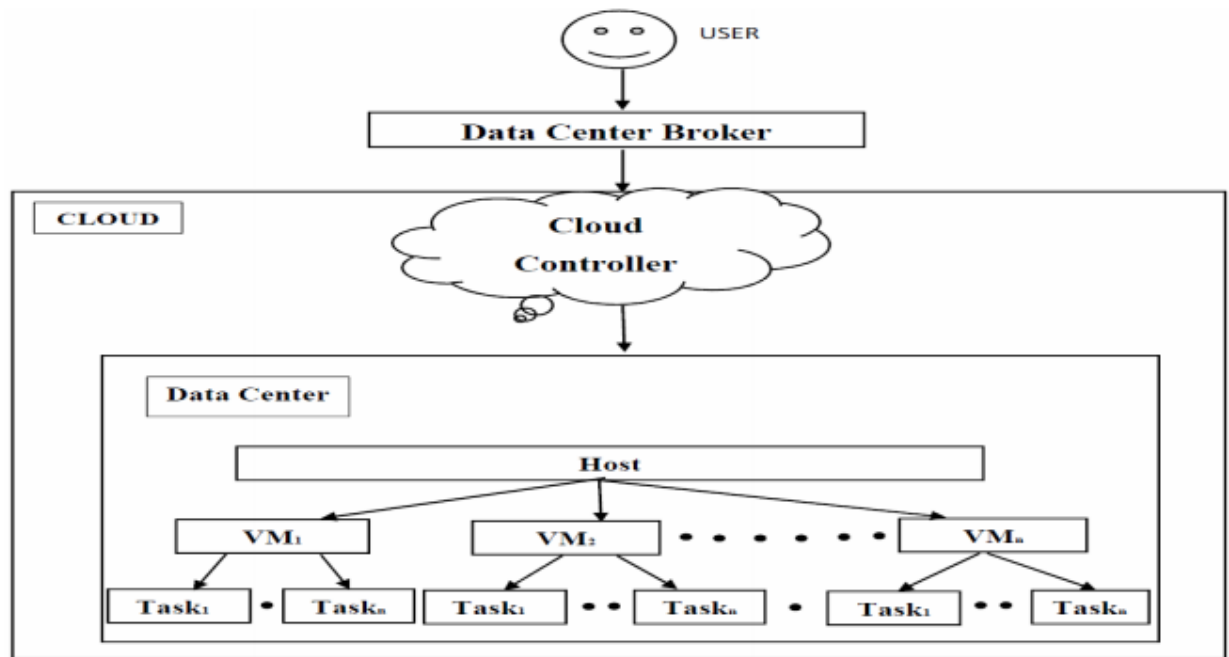 USER
Data Center Broker
CLOUD
Cloud
Controller
Data Center
Host
VM₁
VM₂
VMₙ
Task₁
Taskₙ
Task₁
Taskₙ
Task₁
Taskₙ